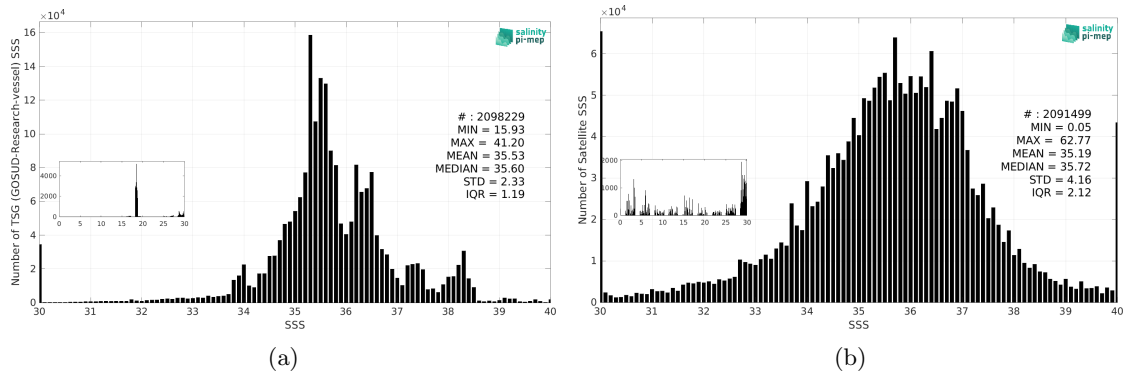 ×10⁴
16
14
12
10
8
6
4
2
0
Number of TSG (GOSUD-Research-vessel) SSS
salinity
pi-mep
# : 2098229
MIN = 15.93
MAX = 41.20
MEAN = 35.53
MEDIAN = 35.60
STD = 2.33
IQR = 1.19
4000
2000
0
0 5 10 15 20 25 30
30 31 32 33 34 35 36 37 38 39 40
SSS
(a)
×10⁴
6
5
4
3
2
1
0
Number of Satellite SSS
salinity
pi-mep
# : 2091499
MIN = 0.05
MAX = 62.77
MEAN = 35.19
MEDIAN = 35.72
STD = 4.16
IQR = 2.12
2000
1000
0
0 5 10 15 20 25 30
30 31 32 33 34 35 36 37 38 39 40
SSS
(b)